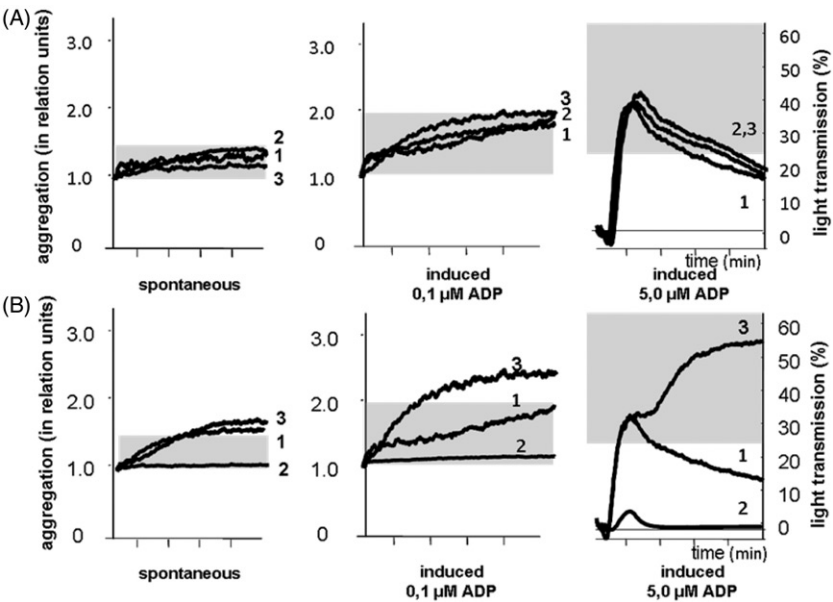 (A)
aggregation (in relation units)
3.0
2.0
1.0
0
2
1
3
spontaneous
3.0
2.0
1.0
0
3
2
1
induced
0,1 µM ADP
60
50
40
30
20
10
0
light transmission (%)
2,3
1
time (min)
induced
5,0 µM ADP
(B)
aggregation (in relation units)
3.0
2.0
1.0
0
3
1
2
spontaneous
3.0
2.0
1.0
0
3
1
2
induced
0,1 µM ADP
60
50
40
30
20
10
0
light transmission (%)
3
1
2
time (min)
induced
5,0 µM ADP